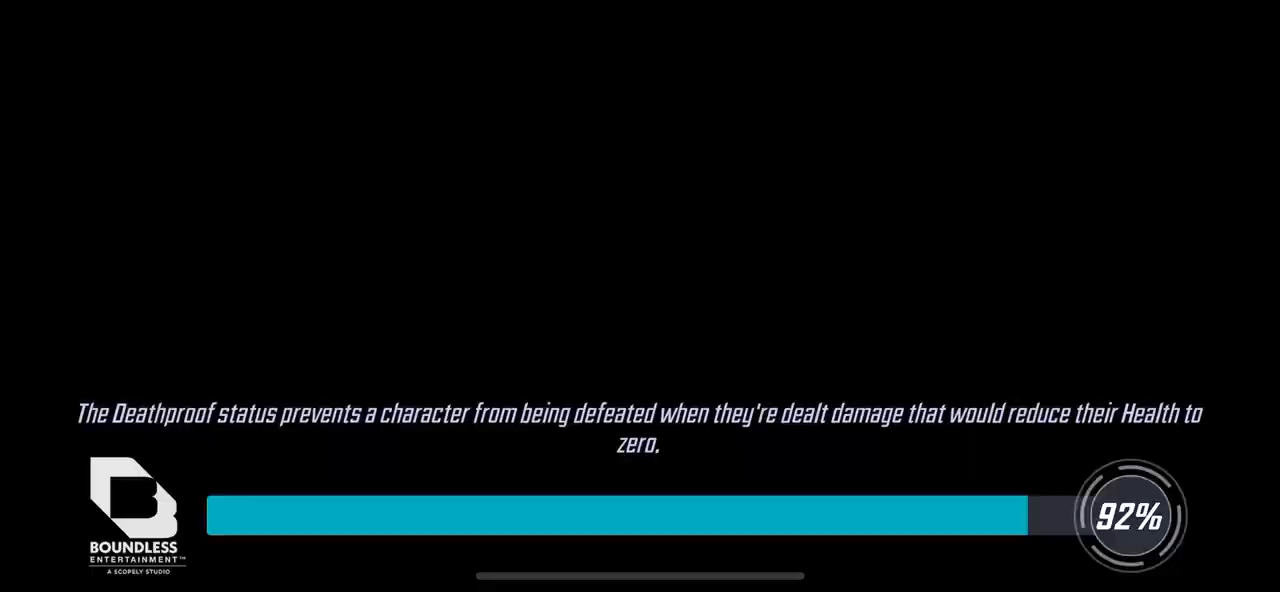 The Deathproof status prevents a character from being defeated when they're dealt damage that would reduce their Health to
zero.
92%
BOUNDLESS
ENTERTAINMENT™
A SCOPELY STUDIO